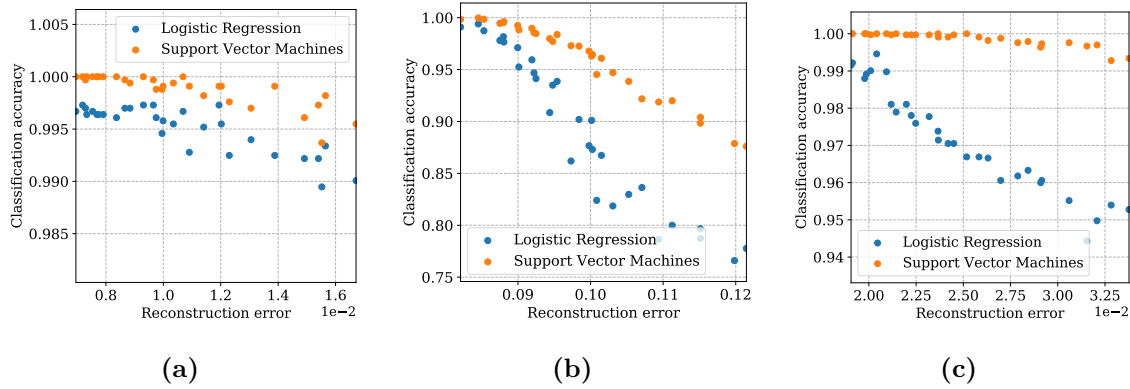 Classification accuracy
1.005
1.000
0.995
0.990
0.985
Logistic Regression
Support Vector Machines
0.8 1.0 1.2 1.4 1.6
1e−2
Reconstruction error
(a)
Classification accuracy
1.00
0.95
0.90
0.85
0.80
0.75
Logistic Regression
Support Vector Machines
0.09 0.10 0.11 0.12
Reconstruction error
(b)
Classification accuracy
1.00
0.99
0.98
0.97
0.96
0.95
0.94
Logistic Regression
Support Vector Machines
2.00 2.25 2.50 2.75 3.00 3.25
1e−2
Reconstruction error
(c)